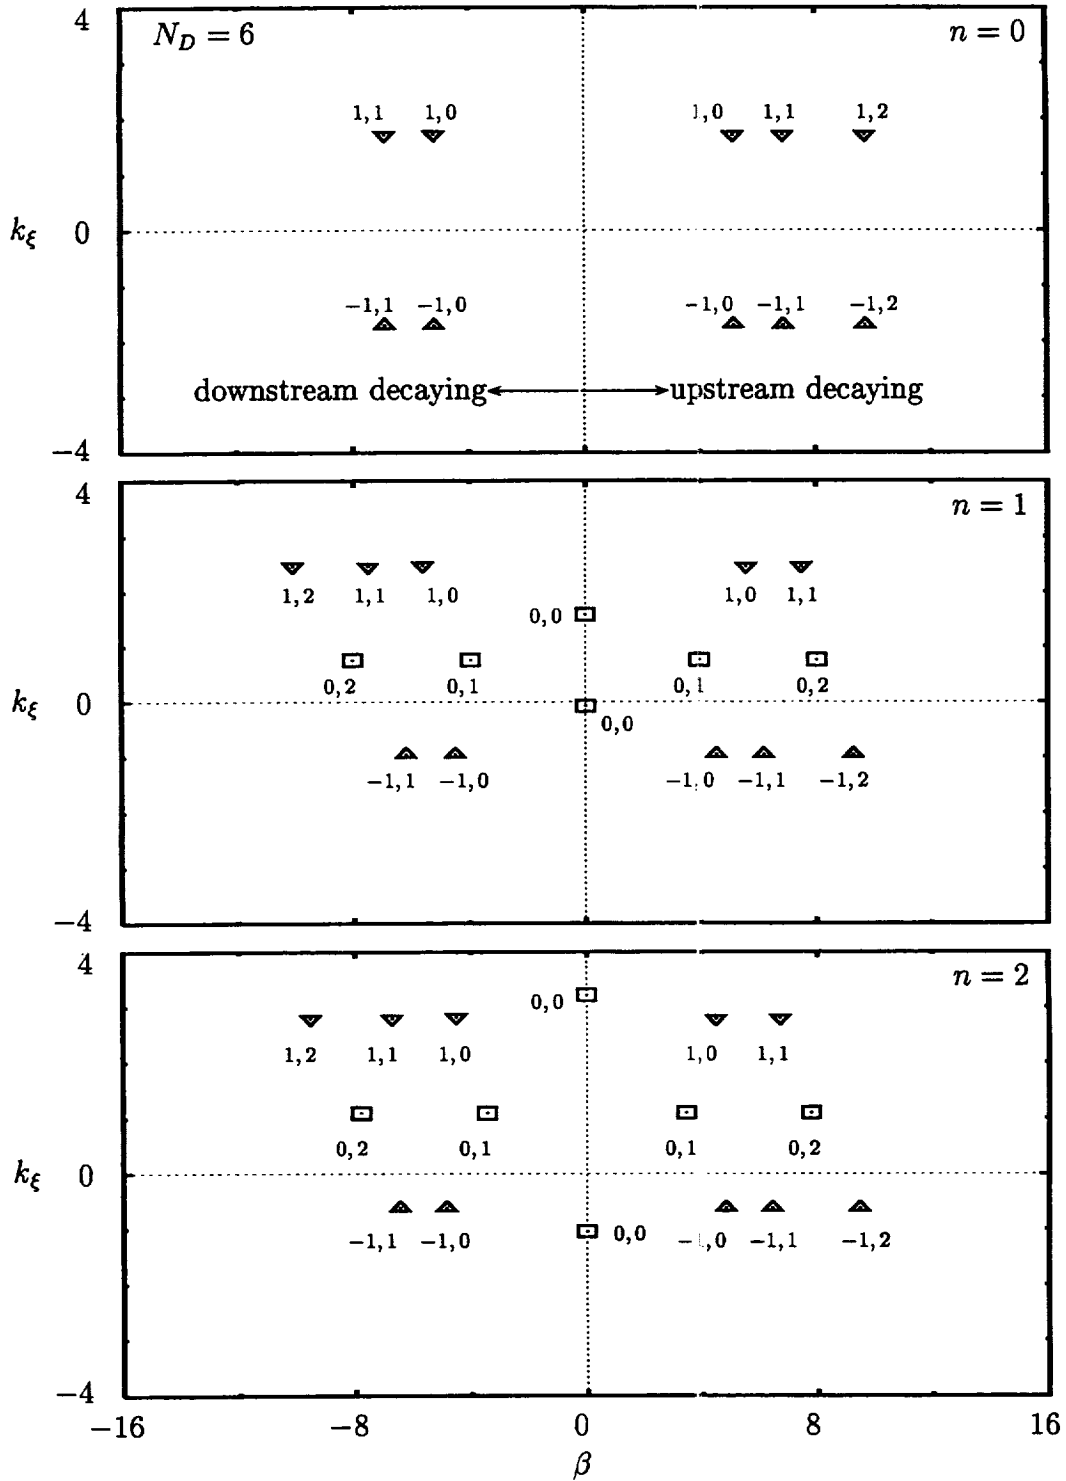 4
N_D = 6
n = 0
1,1 1,0 1,0 1,1 1,2
k_ξ 0
−1,1 −1,0 −1,0 −1,1 −1,2
downstream decaying upstream decaying
−4
4
n = 1
1,2 1,1 1,0 1,0 1,1
0,0
0,2 0,1 0,1 0,2
k_ξ 0
0,0
−1,1 −1,0 −1,0 −1,1 −1,2
−4
4
n = 2
0,0
1,2 1,1 1,0 1,0 1,1
0,2 0,1 0,1 0,2
k_ξ 0
−1,1 −1,0 0,0 −1,0 −1,1 −1,2
−4
−16 −8 0 8 16
β